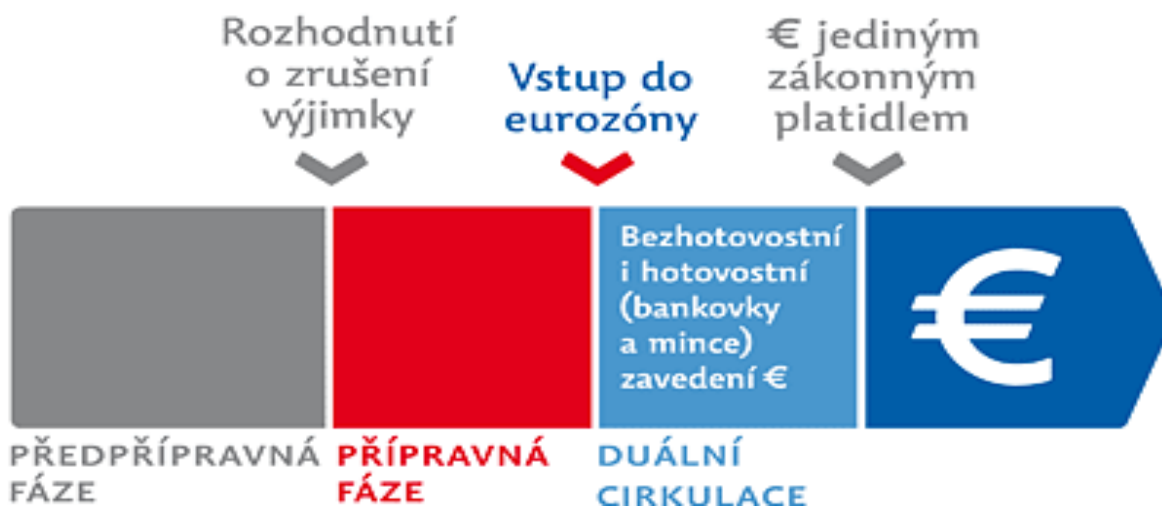 Rozhodnutí
o zrušení
výjimky
Vstup do
eurozóny
€ jediným
zákonným
platidlem
Bezhotovostní
i hotovostní
(bankovky
a mince)
zavedení €
€
PŘEDPŘÍPRAVNÁ
FÁZE
PŘÍPRAVNÁ
FÁZE
DUÁLNÍ
CIRKULACE